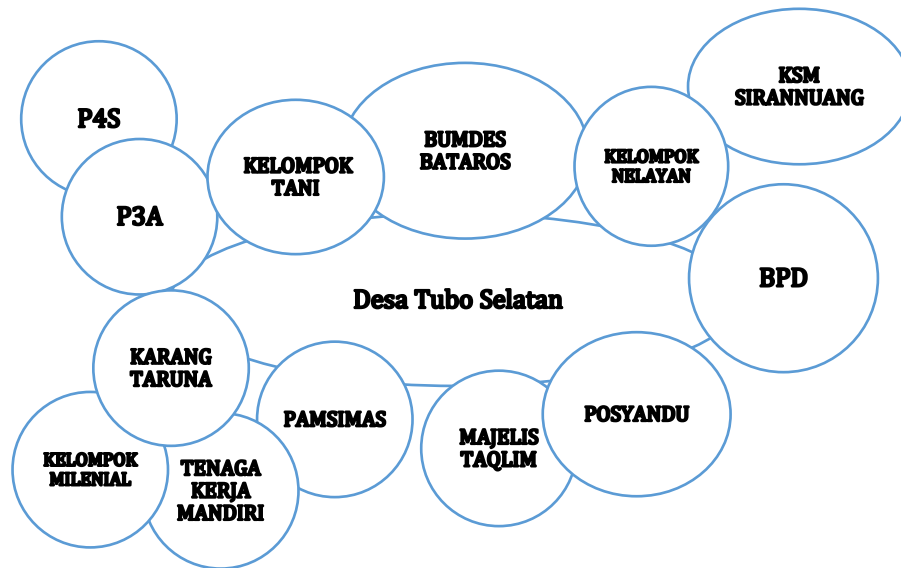 P4S
P3A
KELOMPOK
TANI
BUMDES
BATAROS
KELOMPOK
NELAYAN
KSM
SIRANNUANG
BPD
Desa Tubo Selatan
KARANG
TARUNA
KELOMPOK
MILENIAL
TENAGA
KERJA
MANDIRI
PAMSIMAS
MAJELIS
TAQLIM
POSYANDU